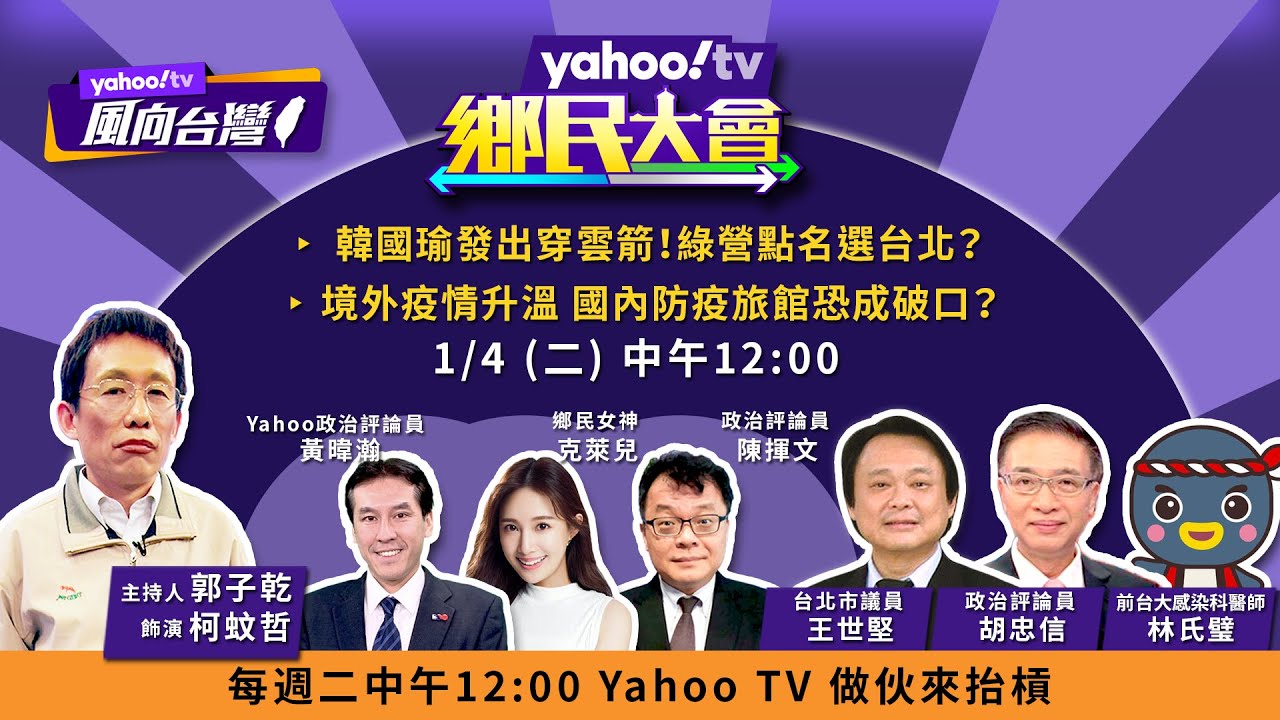 yahoo!tv
風向台灣
yahoo!tv
鄉民大會
韓國瑜發出穿雲箭!綠營點名選台北?
境外疫情升溫 國內防疫旅館恐成破口?
1/4 (二) 中午12:00
Yahoo政治評論員
黃暐瀚
鄉民女神
克萊兒
政治評論員
陳揮文
主持人 郭子乾
飾演 柯蚊哲
台北市議員
王世堅
政治評論員
胡忠信
前台大感染科醫師
林氏璧
每週二中午12:00 Yahoo TV 做伙來抬槓